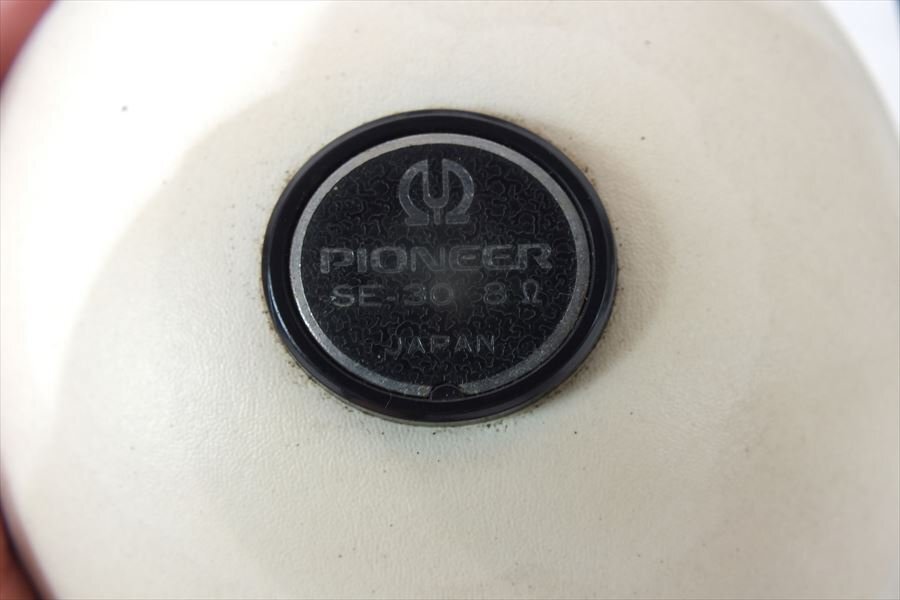 PIONEER
SE-30 8 Ω
JAPAN